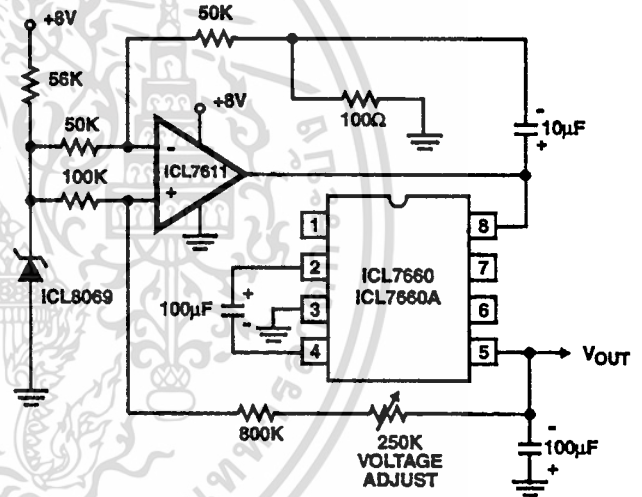 +8V
56K
50K
100K
50K
+8V
100Ω
10µF
-
+
-
+
ICL7611
ICL8069
1
2
3
4
8
7
6
5
ICL7660
ICL7660A
100µF
+
-
VOUT
800K
250K
VOLTAGE
ADJUST
-
100µF
+